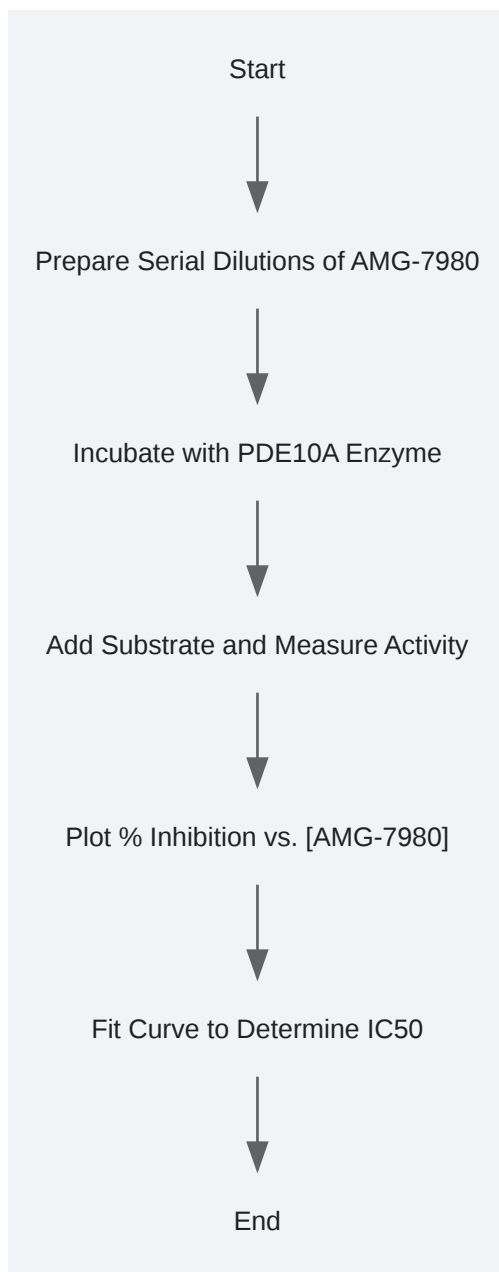 Start
Prepare Serial Dilutions of AMG-7980
Incubate with PDE10A Enzyme
Add Substrate and Measure Activity
Plot % Inhibition vs. [AMG-7980]
Fit Curve to Determine IC50
End